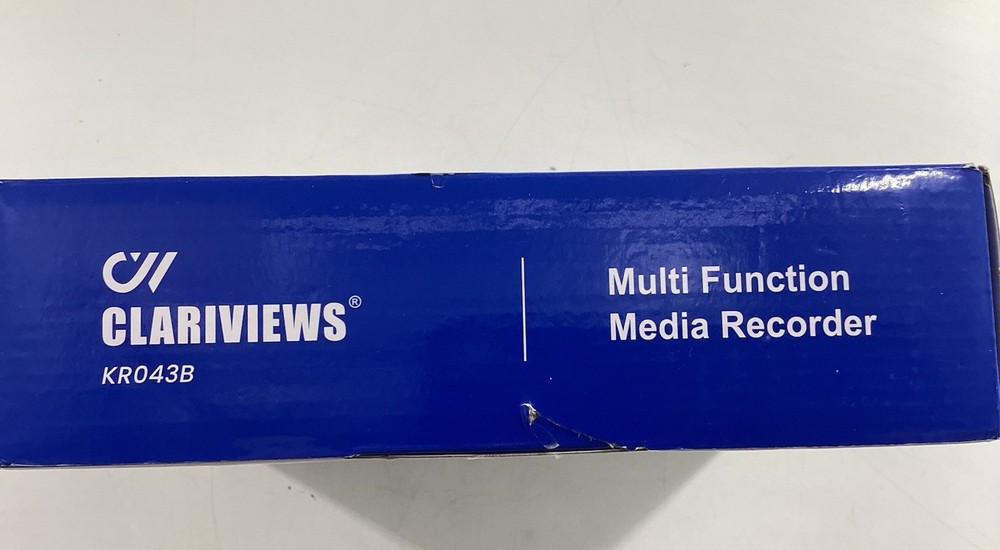 CLARIVIEWS®
KR043B
Multi Function
Media Recorder